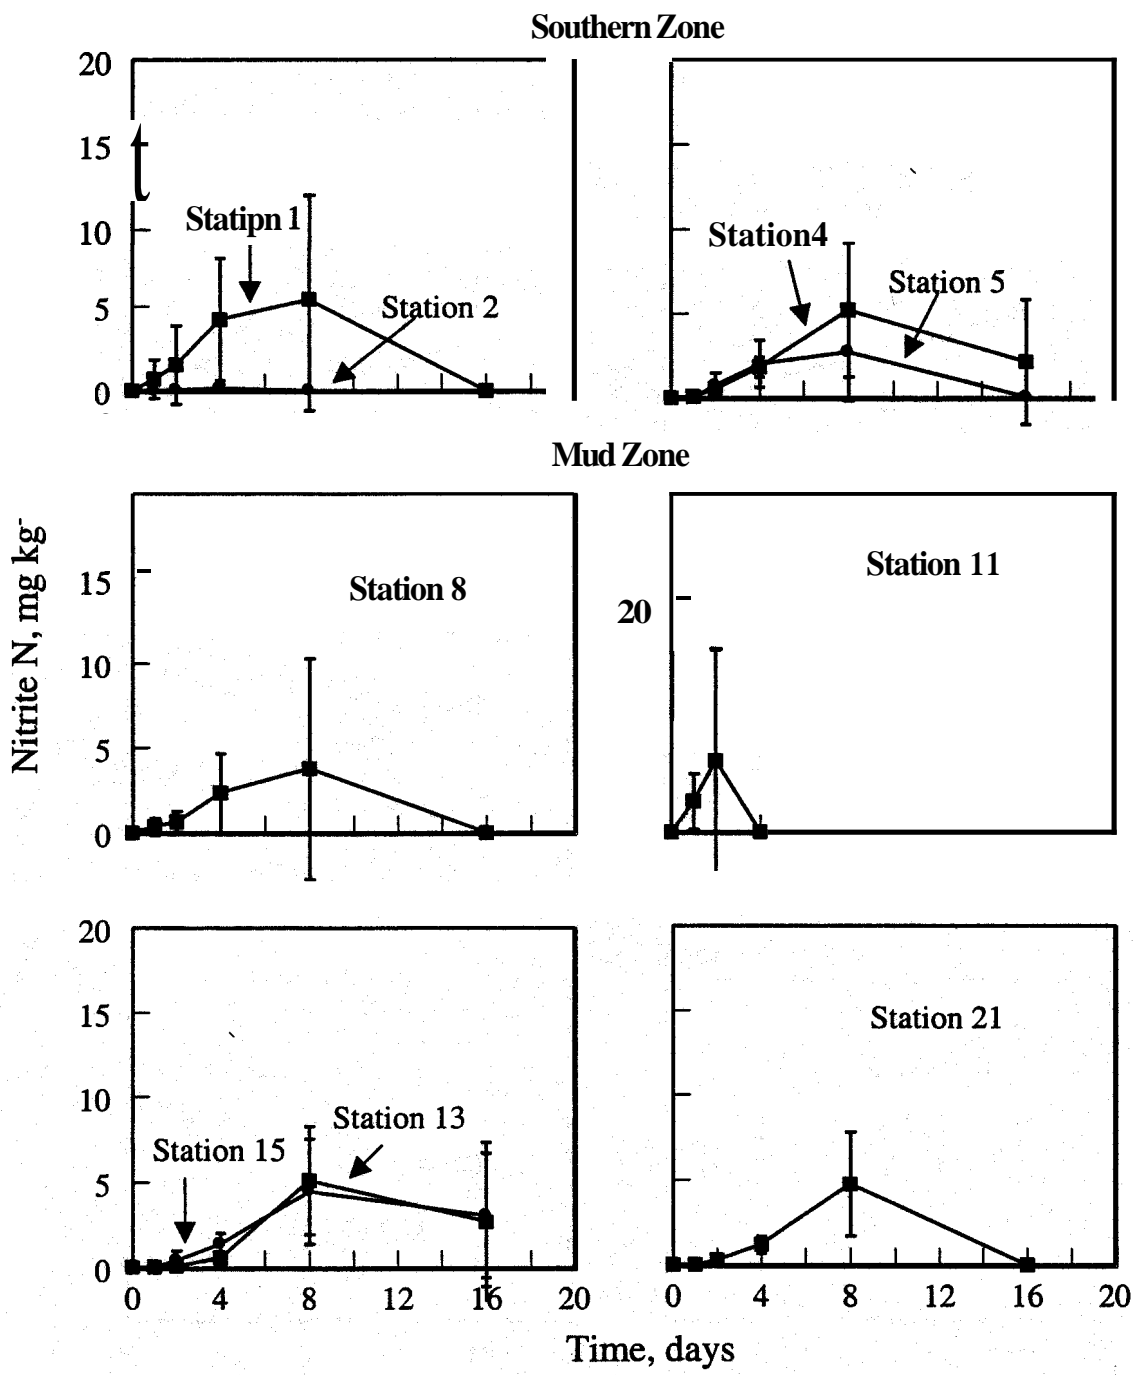 Southern Zone
20
15
10
5
0
Statipn 1
Station 2
Station4
Station 5
Mud Zone
Nitrite N, mg kg-
15
10
5
0
Station 8
20
Station 11
20
15
10
5
0
Station 15
Station 13
Station 21
0 4 8 12 16 20
0 4 8 12 16 20
Time, days